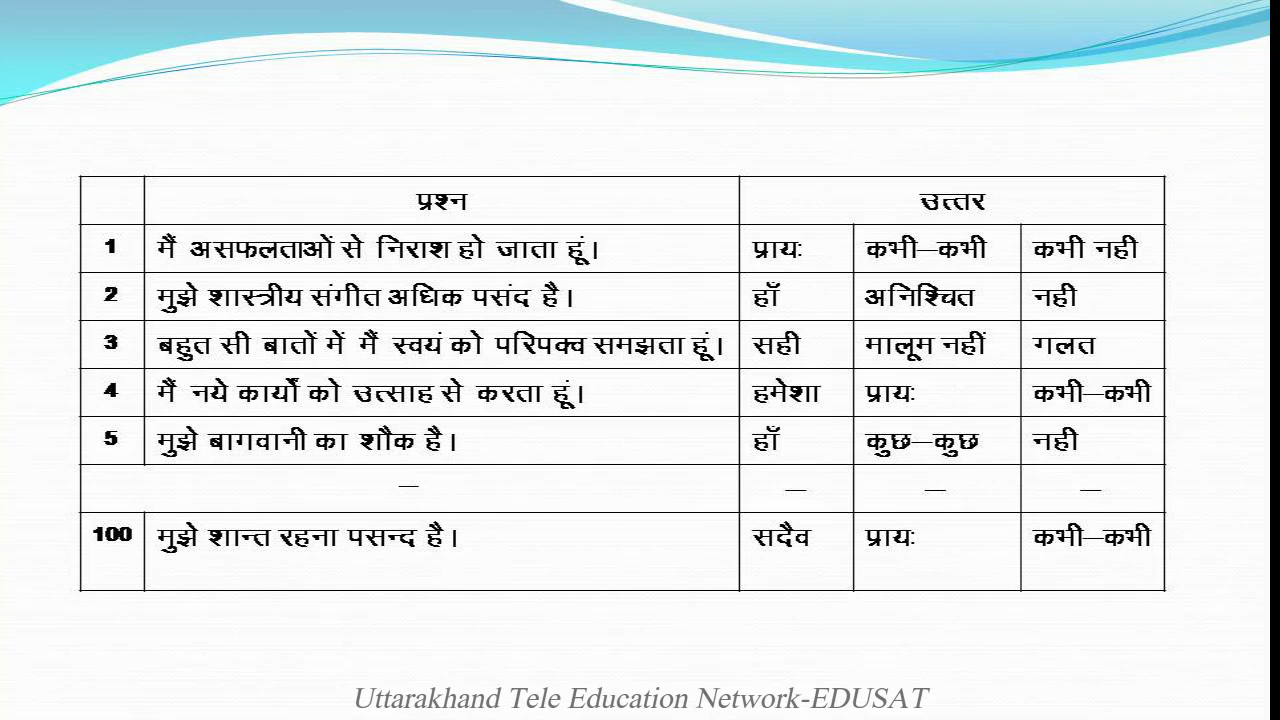 प्रश्न उत्तर
1 मैं असफलताओं से निराश हो जाता हूं। प्रायः कभी–कभी कभी नही
2 मुझे शास्त्रीय संगीत अधिक पसंद है। हाँ अनिश्चित नही
3 बहुत सी बातों में मैं स्वयं को परिपक्व समझता हूं। सही मालूम नहीं गलत
4 मैं नये कार्यों को उत्साह से करता हूं। हमेशा प्रायः कभी–कभी
5 मुझे बागवानी का शौक है। हाँ कुछ–कुछ नही
– – – –
100 मुझे शान्त रहना पसन्द है। सदैव प्रायः कभी–कभी
Uttarakhand Tele Education Network-EDUSAT